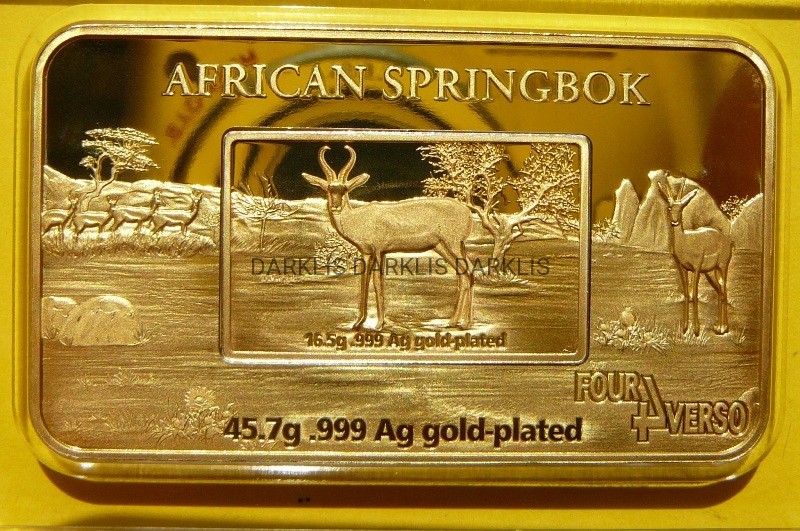 AFRICAN SPRINGBOK
DARKLIS DARKLIS DARKLIS
16.5g .999 Ag gold-plated
FOUR
VERSO
45.7g .999 Ag gold-plated